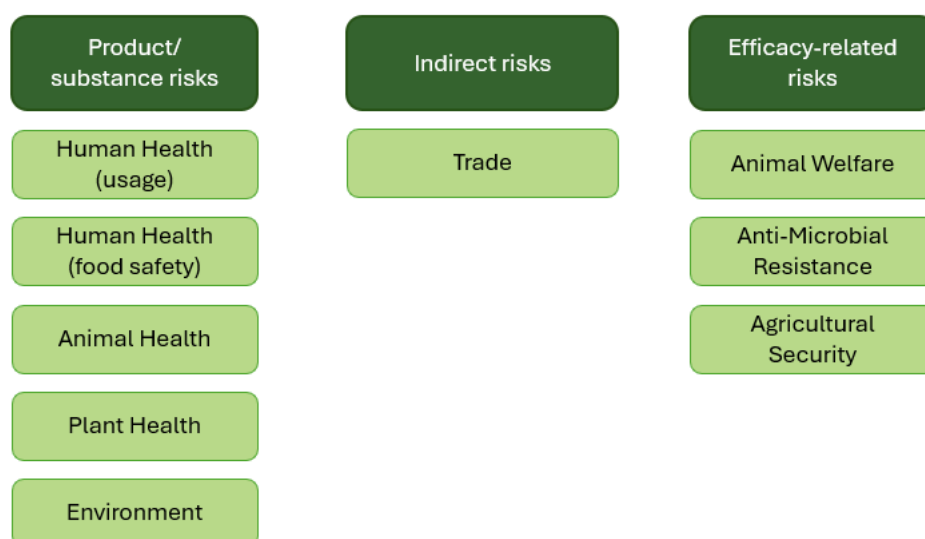 Product/
substance risks
Human Health
(usage)
Human Health
(food safety)
Animal Health
Plant Health
Environment
Indirect risks
Trade
Efficacy-related
risks
Animal Welfare
Anti-Microbial
Resistance
Agricultural
Security